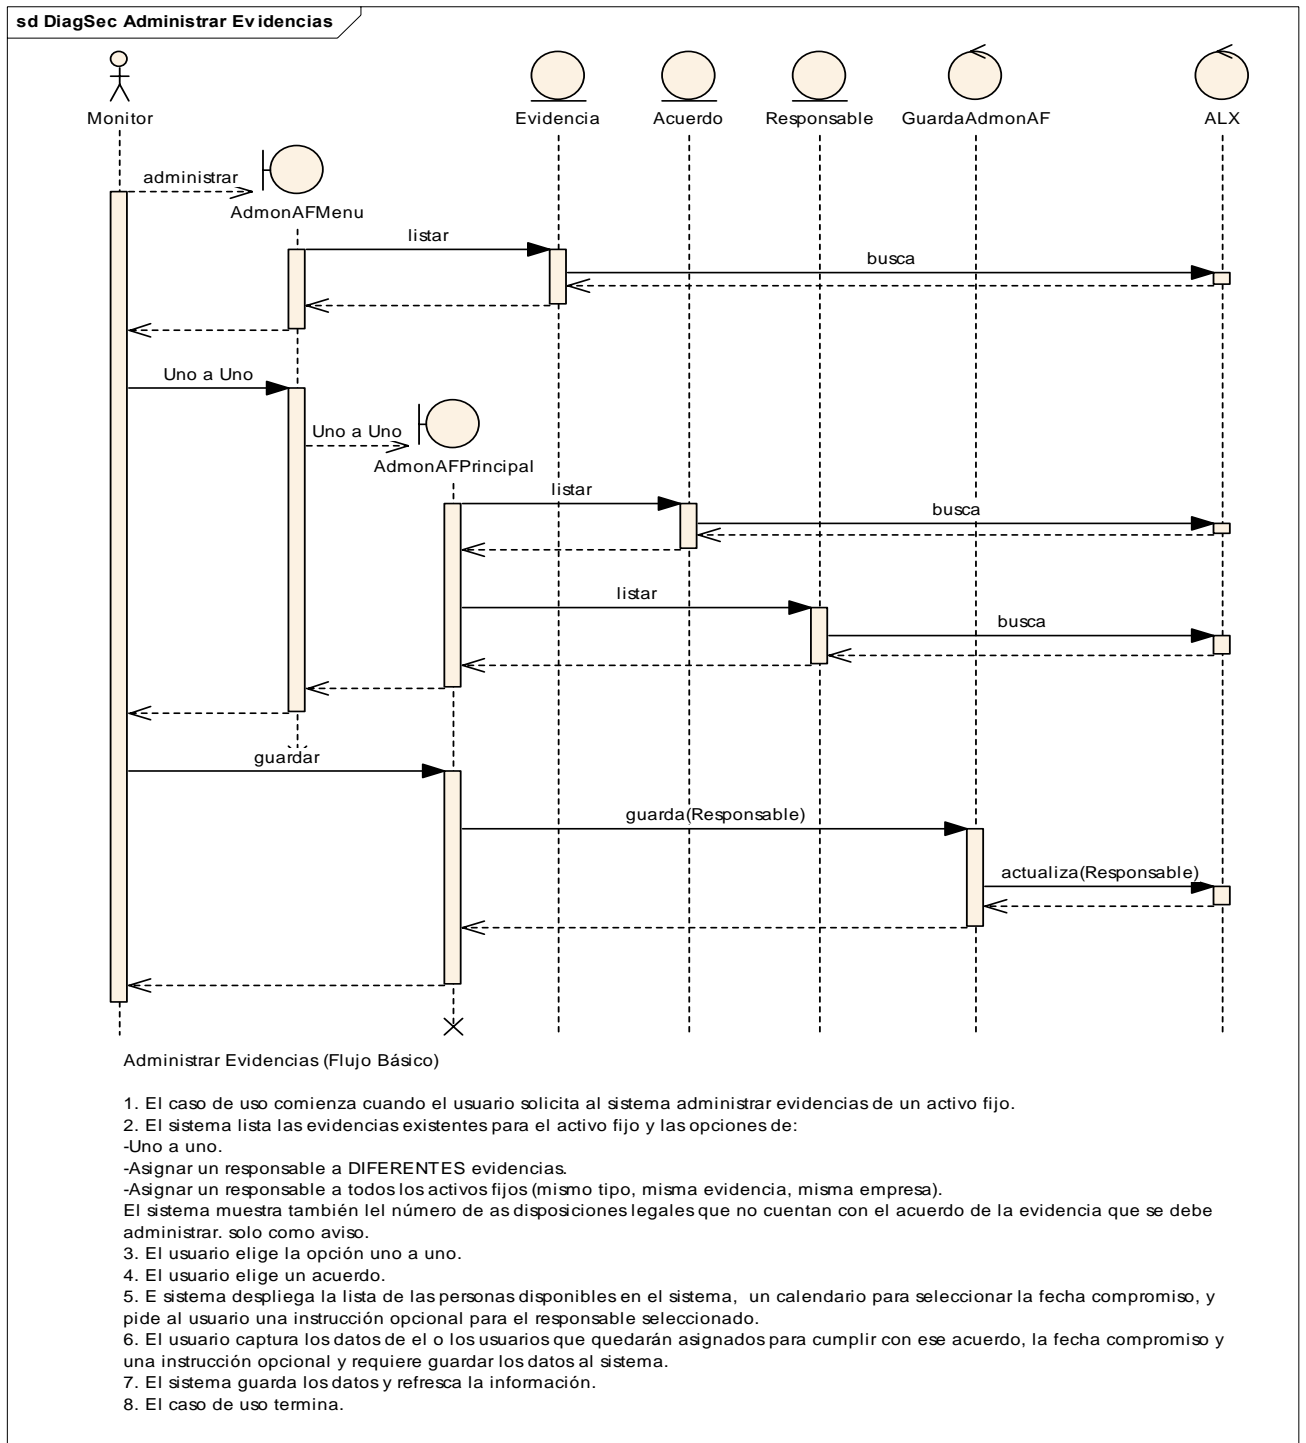 sd DiagSec Administrar Evidencias
Monitor
Evidencia
Acuerdo
Responsable
GuardaAdmonAF
ALX
administrar
AdmonAFMenu
listar
busca
Uno a Uno
Uno a Uno
AdmonAFPrincipal
listar
busca
listar
busca
guardar
guarda(Responsable)
actualiza(Responsable)
Administrar Evidencias (Flujo Básico)
1. El caso de uso comienza cuando el usuario solicita al sistema administrar evidencias de un activo fijo.
2. El sistema lista las evidencias existentes para el activo fijo y las opciones de:
-Uno a uno.
-Asignar un responsable a DIFERENTES evidencias.
-Asignar un responsable a todos los activos fijos (mismo tipo, misma evidencia, misma empresa).
El sistema muestra también lel número de as disposiciones legales que no cuentan con el acuerdo de la evidencia que se debe
administrar. solo como aviso.
3. El usuario elige la opción uno a uno.
4. El usuario elige un acuerdo.
5. E sistema despliega la lista de las personas disponibles en el sistema, un calendario para seleccionar la fecha compromiso, y
pide al usuario una instrucción opcional para el responsable seleccionado.
6. El usuario captura los datos de el o los usuarios que quedarán asignados para cumplir con ese acuerdo, la fecha compromiso y
una instrucción opcional y requiere guardar los datos al sistema.
7. El sistema guarda los datos y refresca la información.
8. El caso de uso termina.